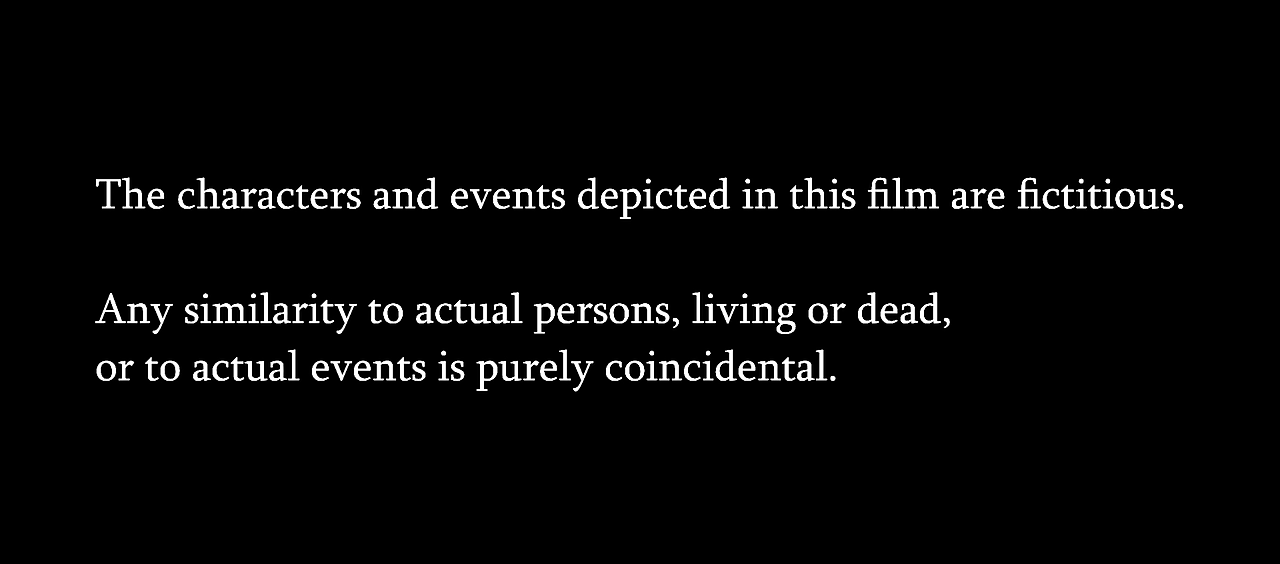 The characters and events depicted in this film are fictitious.
Any similarity to actual persons, living or dead,
or to actual events is purely coincidental.